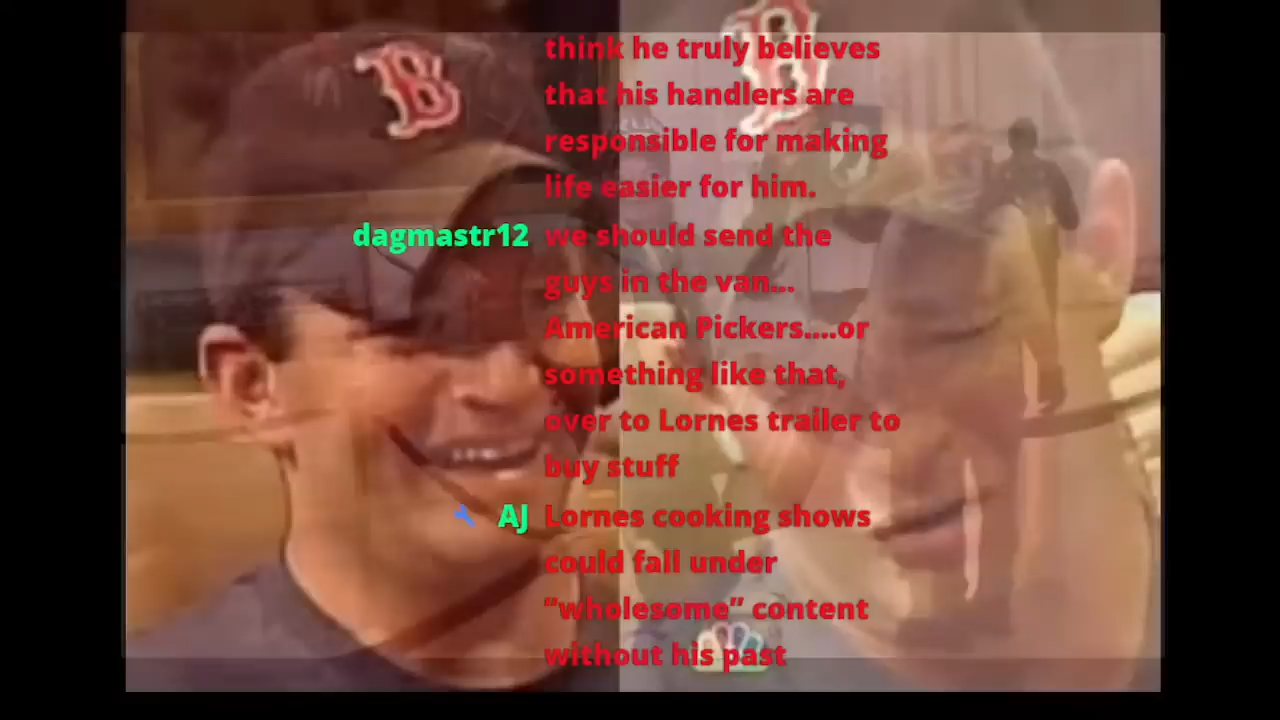 B B
think he truly believes
that his handlers are
responsible for making
life easier for him.
dagmastr12 we should send the
guys in the van...
American Pickers....or
something like that,
over to Lornes trailer to
buy stuff
AJ Lornes cooking shows
could fall under
“wholesome” content
without his past